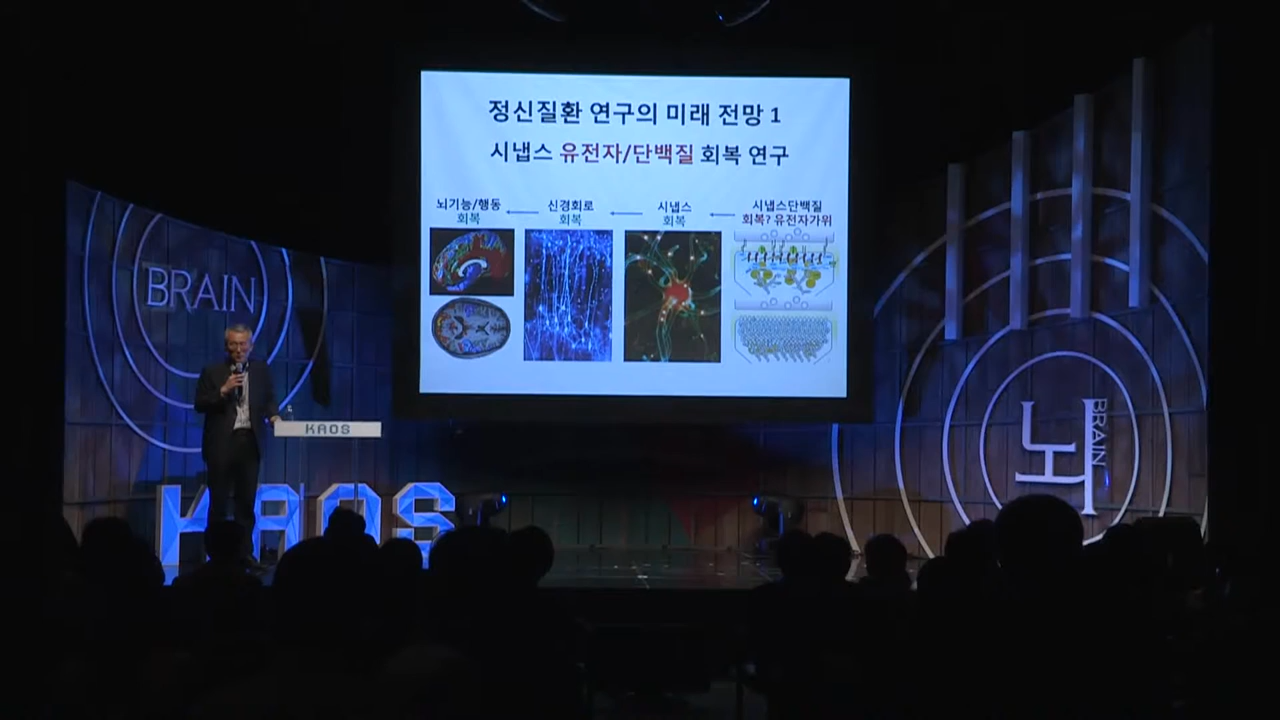 정신질환 연구의 미래 전망 1
시냅스 유전자/단백질 회복 연구
뇌기능/행동
회복
신경회로
회복
시냅스
회복
시냅스단백질
회복? 유전자가위
BRAIN
KAOS
KAOS
뇌
BRAIN